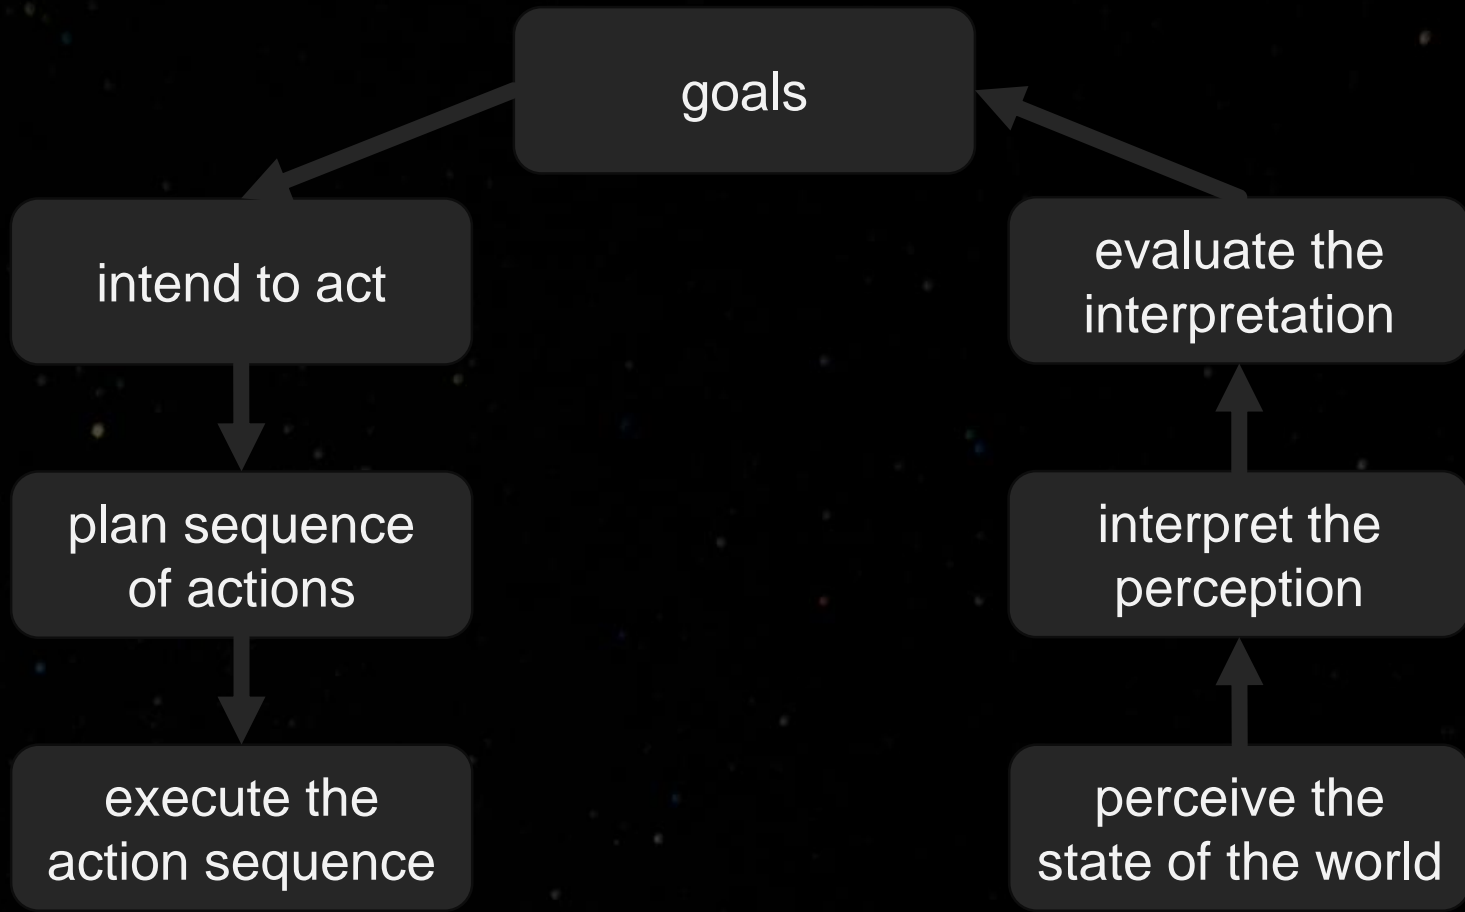 goals
intend to act
plan sequence
of actions
execute the
action sequence
evaluate the
interpretation
interpret the
perception
perceive the
state of the world